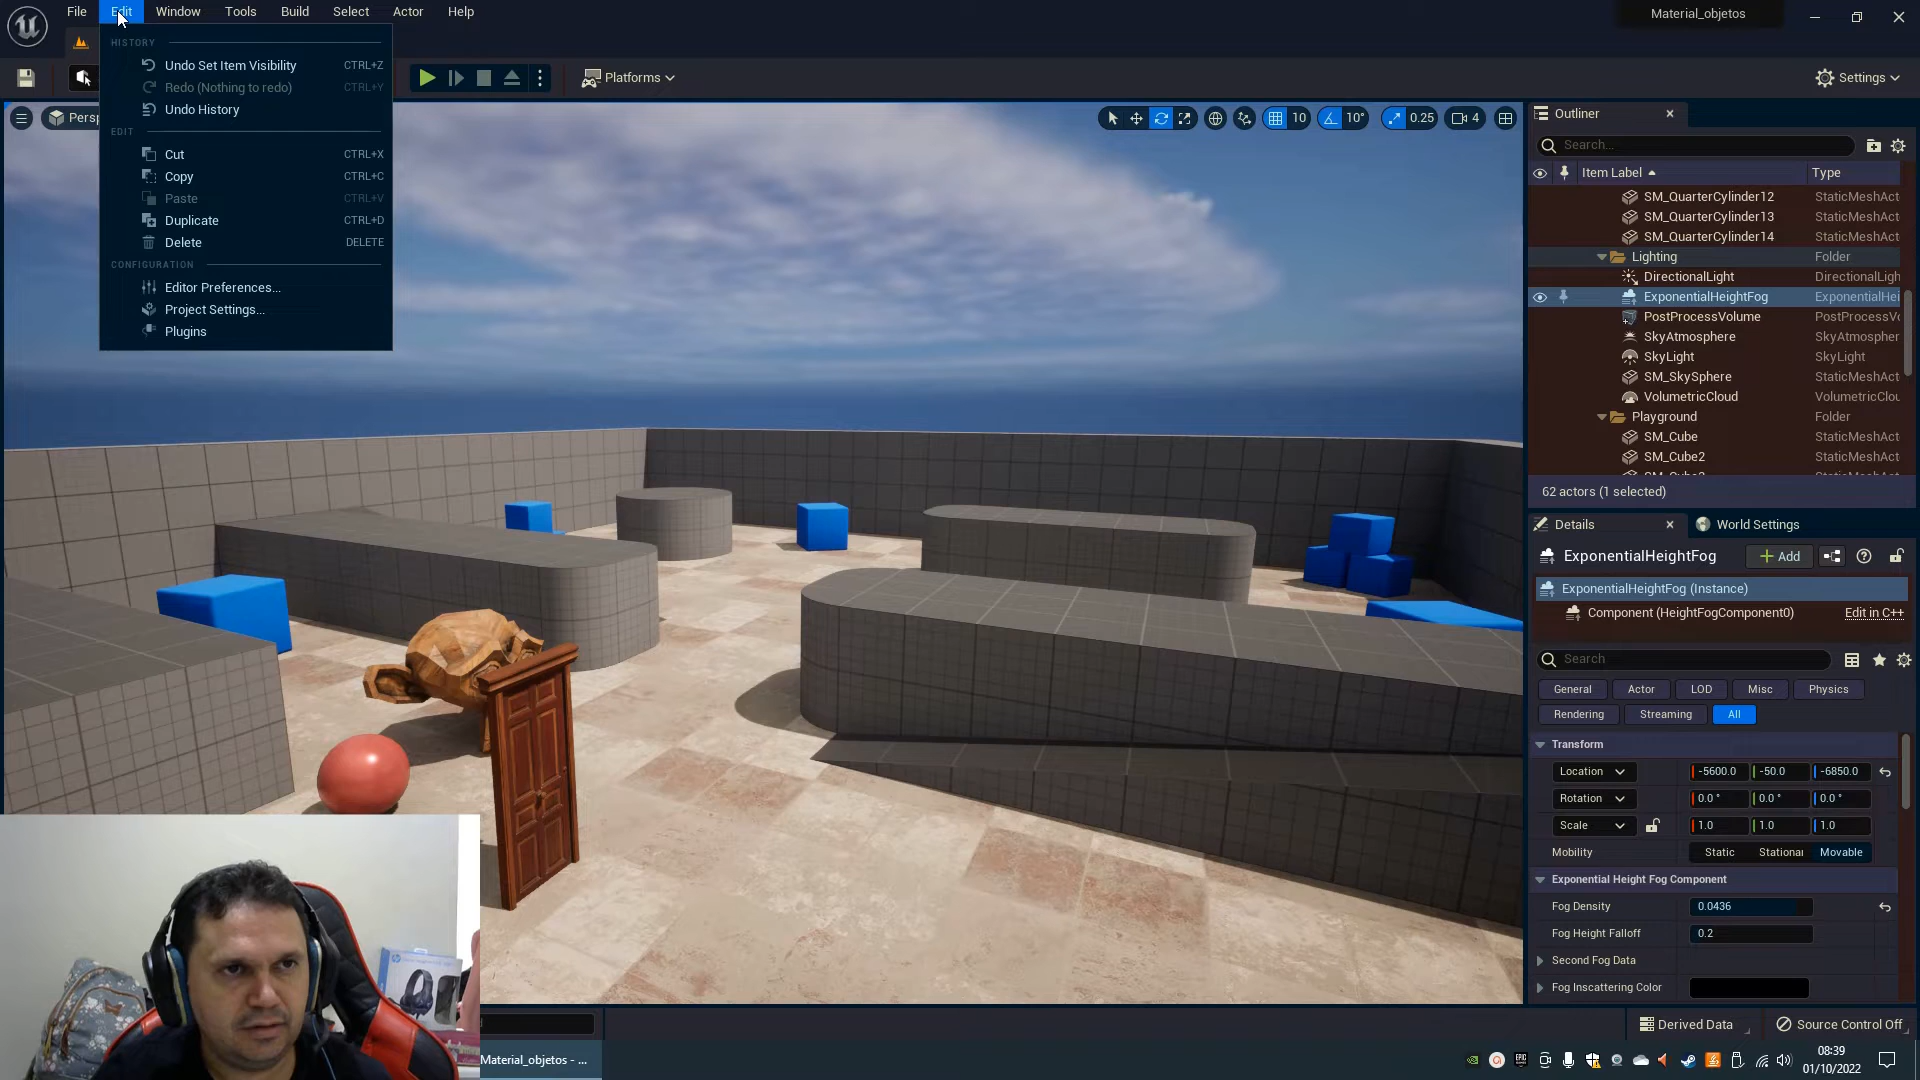 File Edit Window Tools Build Select Actor Help
Material_objetos
HISTORY
Undo Set Item Visibility CTRL+Z
Redo (Nothing to redo) CTRL+Y
Undo History
EDIT
Cut CTRL+X
Copy CTRL+C
Paste CTRL+V
Duplicate CTRL+D
Delete DELETE
CONFIGURATION
Editor Preferences...
Project Settings...
Plugins
Platforms
Settings
Persp
10 10° 0.25 4
Outliner
Search...
Item Label Type
SM_QuarterCylinder12 StaticMeshAct
SM_QuarterCylinder13 StaticMeshAct
SM_QuarterCylinder14 StaticMeshAct
Lighting Folder
DirectionalLight DirectionalLigh
ExponentialHeightFog ExponentialHei
PostProcessVolume PostProcessVo
SkyAtmosphere SkyAtmospher
SkyLight SkyLight
SM_SkySphere StaticMeshAct
VolumetricCloud VolumetricClou
Playground Folder
SM_Cube StaticMeshAct
SM_Cube2 StaticMeshAct
62 actors (1 selected)
Details World Settings
ExponentialHeightFog Add
ExponentialHeightFog (Instance)
Component (HeightFogComponent0) Edit in C++
Search
General Actor LOD Misc Physics
Rendering Streaming All
Transform
Location -5600.0 -50.0 -6850.0
Rotation 0.0 ° 0.0 ° 0.0 °
Scale 1.0 1.0 1.0
Mobility Static Stationar Movable
Exponential Height Fog Component
Fog Density 0.0436
Fog Height Falloff 0.2
Second Fog Data
Fog Inscattering Color
Derived Data Source Control Off
Material_objetos - ...
08:39
01/10/2022